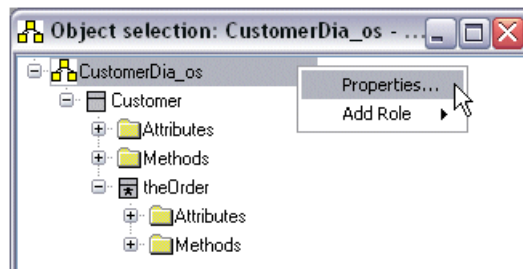 Object selection: CustomerDia_os - ...
CustomerDia_os
Properties...
Customer
Add Role
Attributes
Methods
theOrder
Attributes
Methods